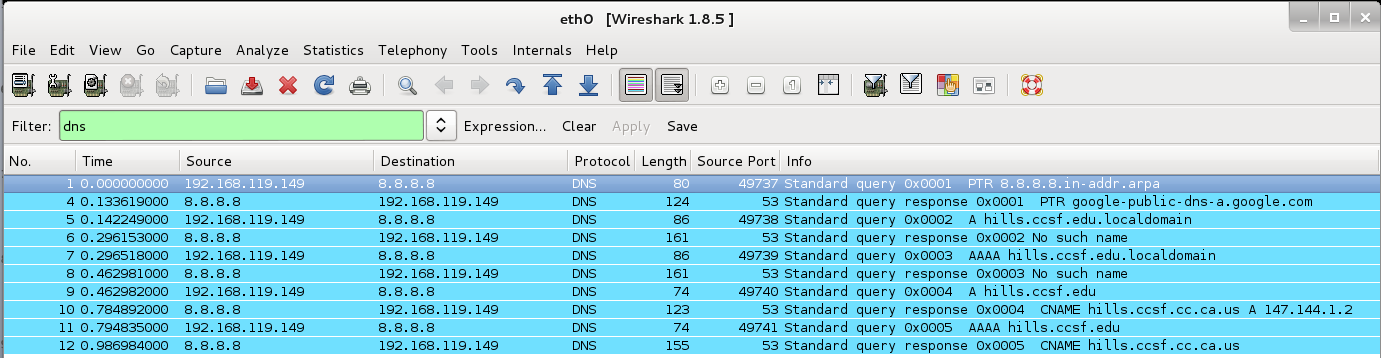 eth0 [Wireshark 1.8.5 ]
File Edit View Go Capture Analyze Statistics Telephony Tools Internals Help
Filter: dns Expression... Clear Apply Save
No. Time Source Destination Protocol Length Source Port Info
1 0.000000000 192.168.119.149 8.8.8.8 DNS 80 49737 Standard query 0x0001 PTR 8.8.8.8.in-addr.arpa
4 0.133619000 8.8.8.8 192.168.119.149 DNS 124 53 Standard query response 0x0001 PTR google-public-dns-a.google.com
5 0.142249000 192.168.119.149 8.8.8.8 DNS 86 49738 Standard query 0x0002 A hills.ccsf.edu.localdomain
6 0.296153000 8.8.8.8 192.168.119.149 DNS 161 53 Standard query response 0x0002 No such name
7 0.296518000 192.168.119.149 8.8.8.8 DNS 86 49739 Standard query 0x0003 AAAA hills.ccsf.edu.localdomain
8 0.462981000 8.8.8.8 192.168.119.149 DNS 161 53 Standard query response 0x0003 No such name
9 0.462982000 192.168.119.149 8.8.8.8 DNS 74 49740 Standard query 0x0004 A hills.ccsf.edu
10 0.784892000 8.8.8.8 192.168.119.149 DNS 123 53 Standard query response 0x0004 CNAME hills.ccsf.cc.ca.us A 147.144.1.2
11 0.794835000 192.168.119.149 8.8.8.8 DNS 74 49741 Standard query 0x0005 AAAA hills.ccsf.edu
12 0.986984000 8.8.8.8 192.168.119.149 DNS 155 53 Standard query response 0x0005 CNAME hills.ccsf.cc.ca.us